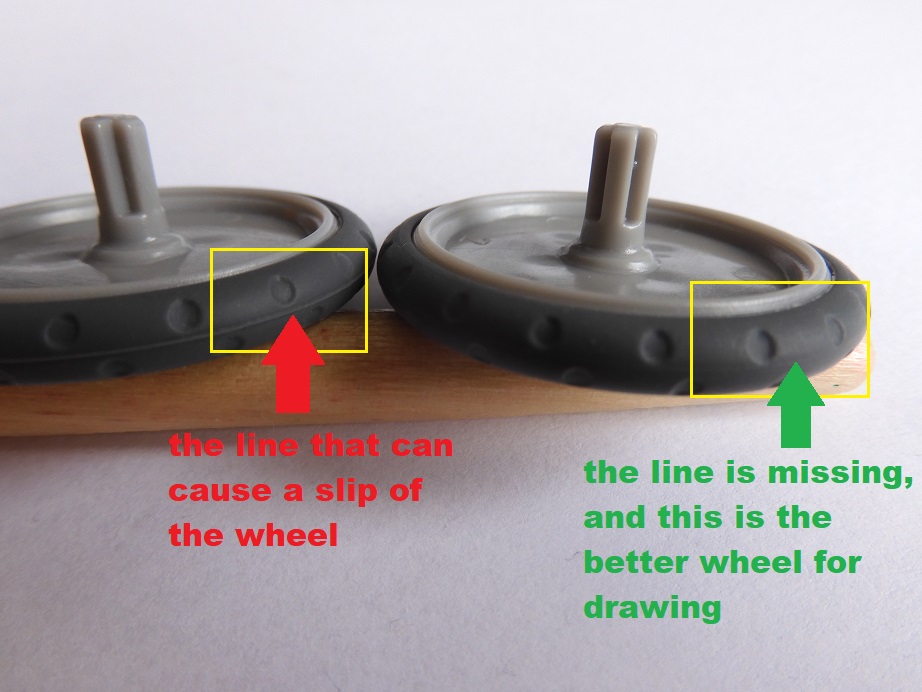 the line that can
cause a slip of
the wheel
the line is missing,
and this is the
better wheel for
drawing